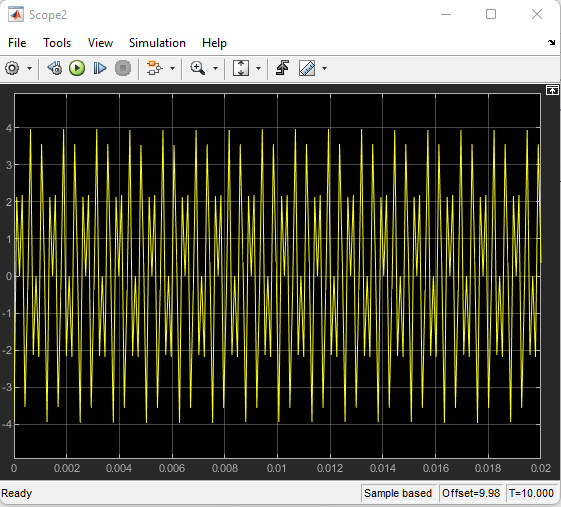 Scope2
File Tools View Simulation Help
4
3
2
1
0
-1
-2
-3
-4
0 0.002 0.004 0.006 0.008 0.01 0.012 0.014 0.016 0.018 0.02
Ready Sample based Offset=9.98 T=10.000